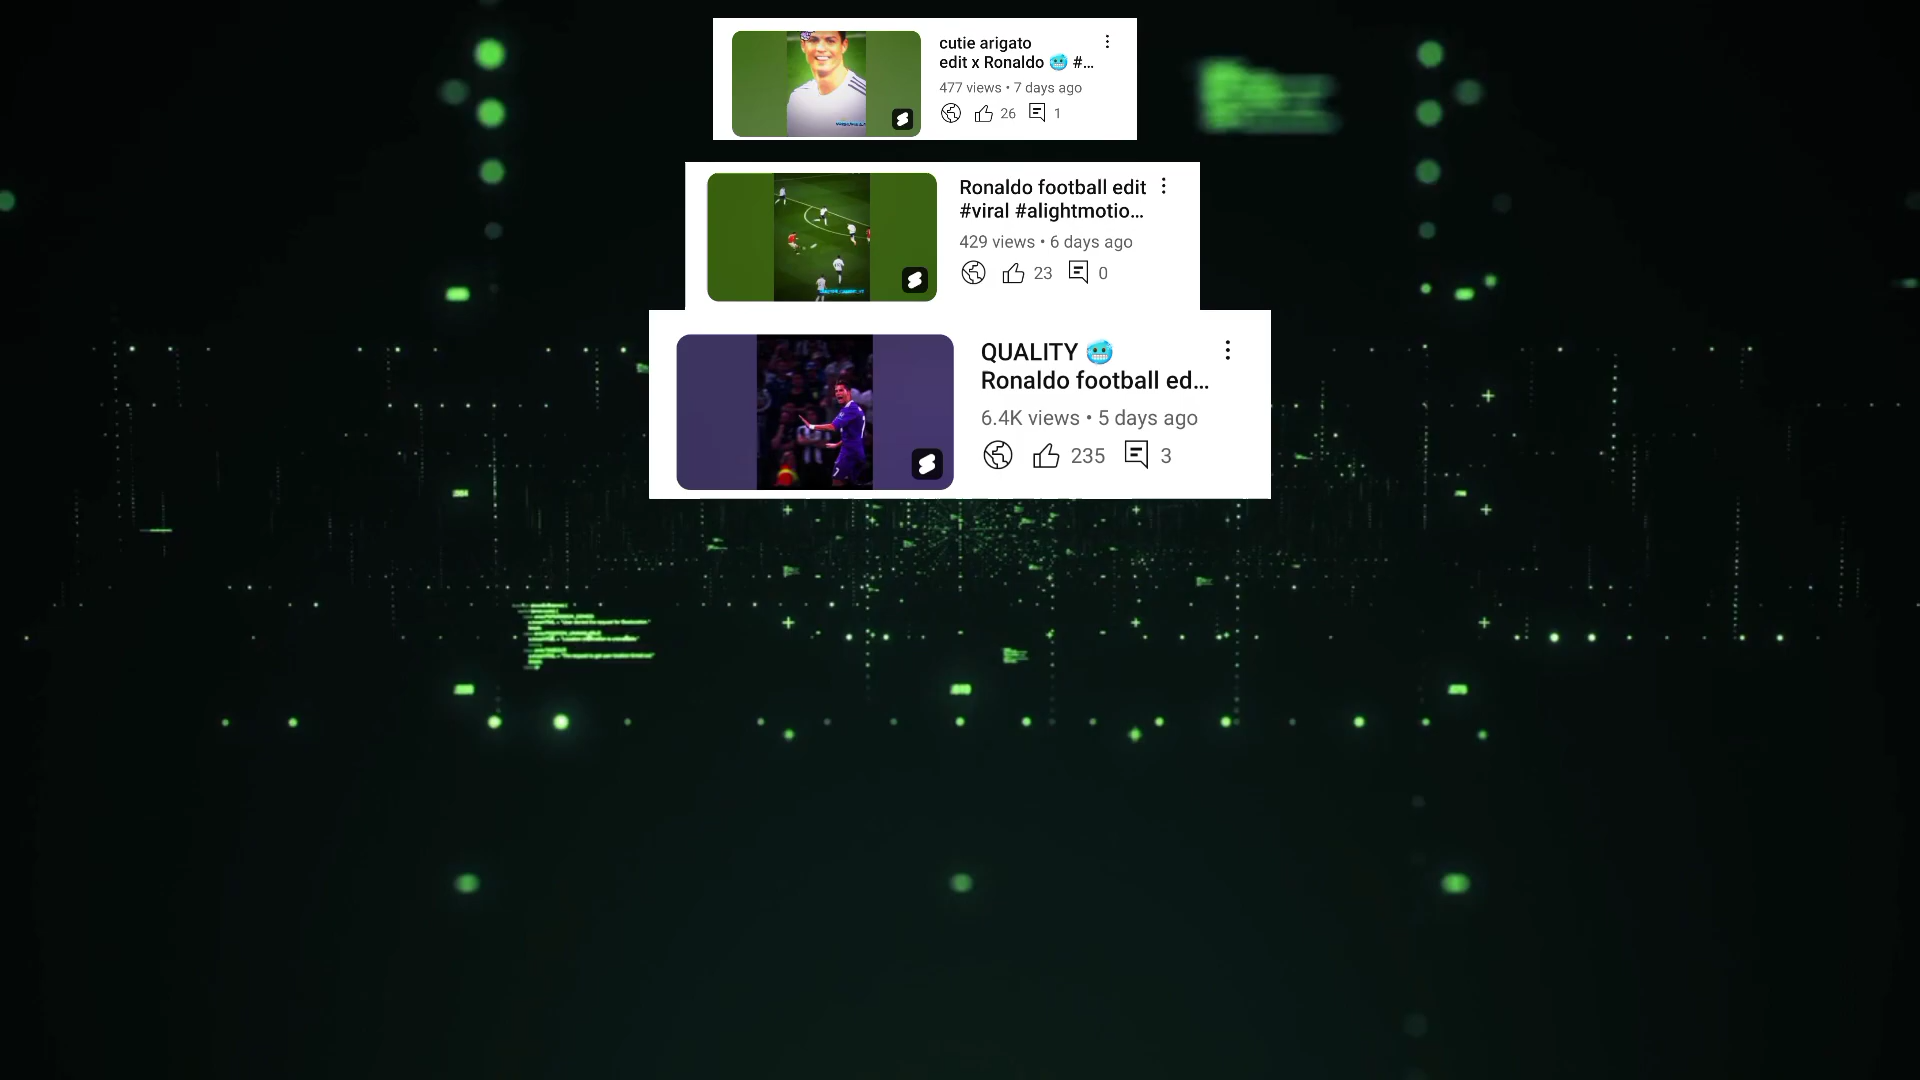 cutie arigato
edit x Ronaldo 🥶 #...
477 views • 7 days ago
26
1
Ronaldo football edit
#viral #alightmotio...
429 views • 6 days ago
23
0
QUALITY 🥶
Ronaldo football ed...
6.4K views • 5 days ago
235
3